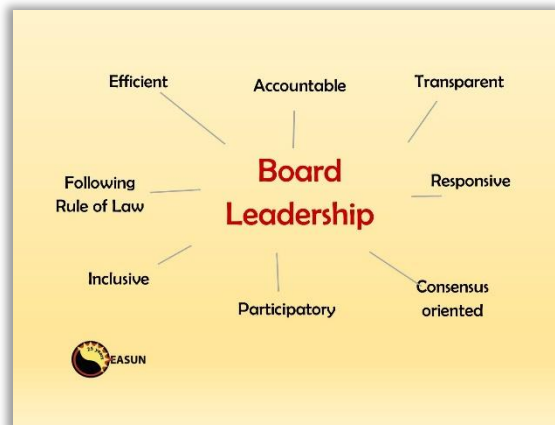 Efficient
Accountable
Transparent
Board
Leadership
Following
Rule of Law
Responsive
Inclusive
Participatory
Consensus
oriented
EASUN